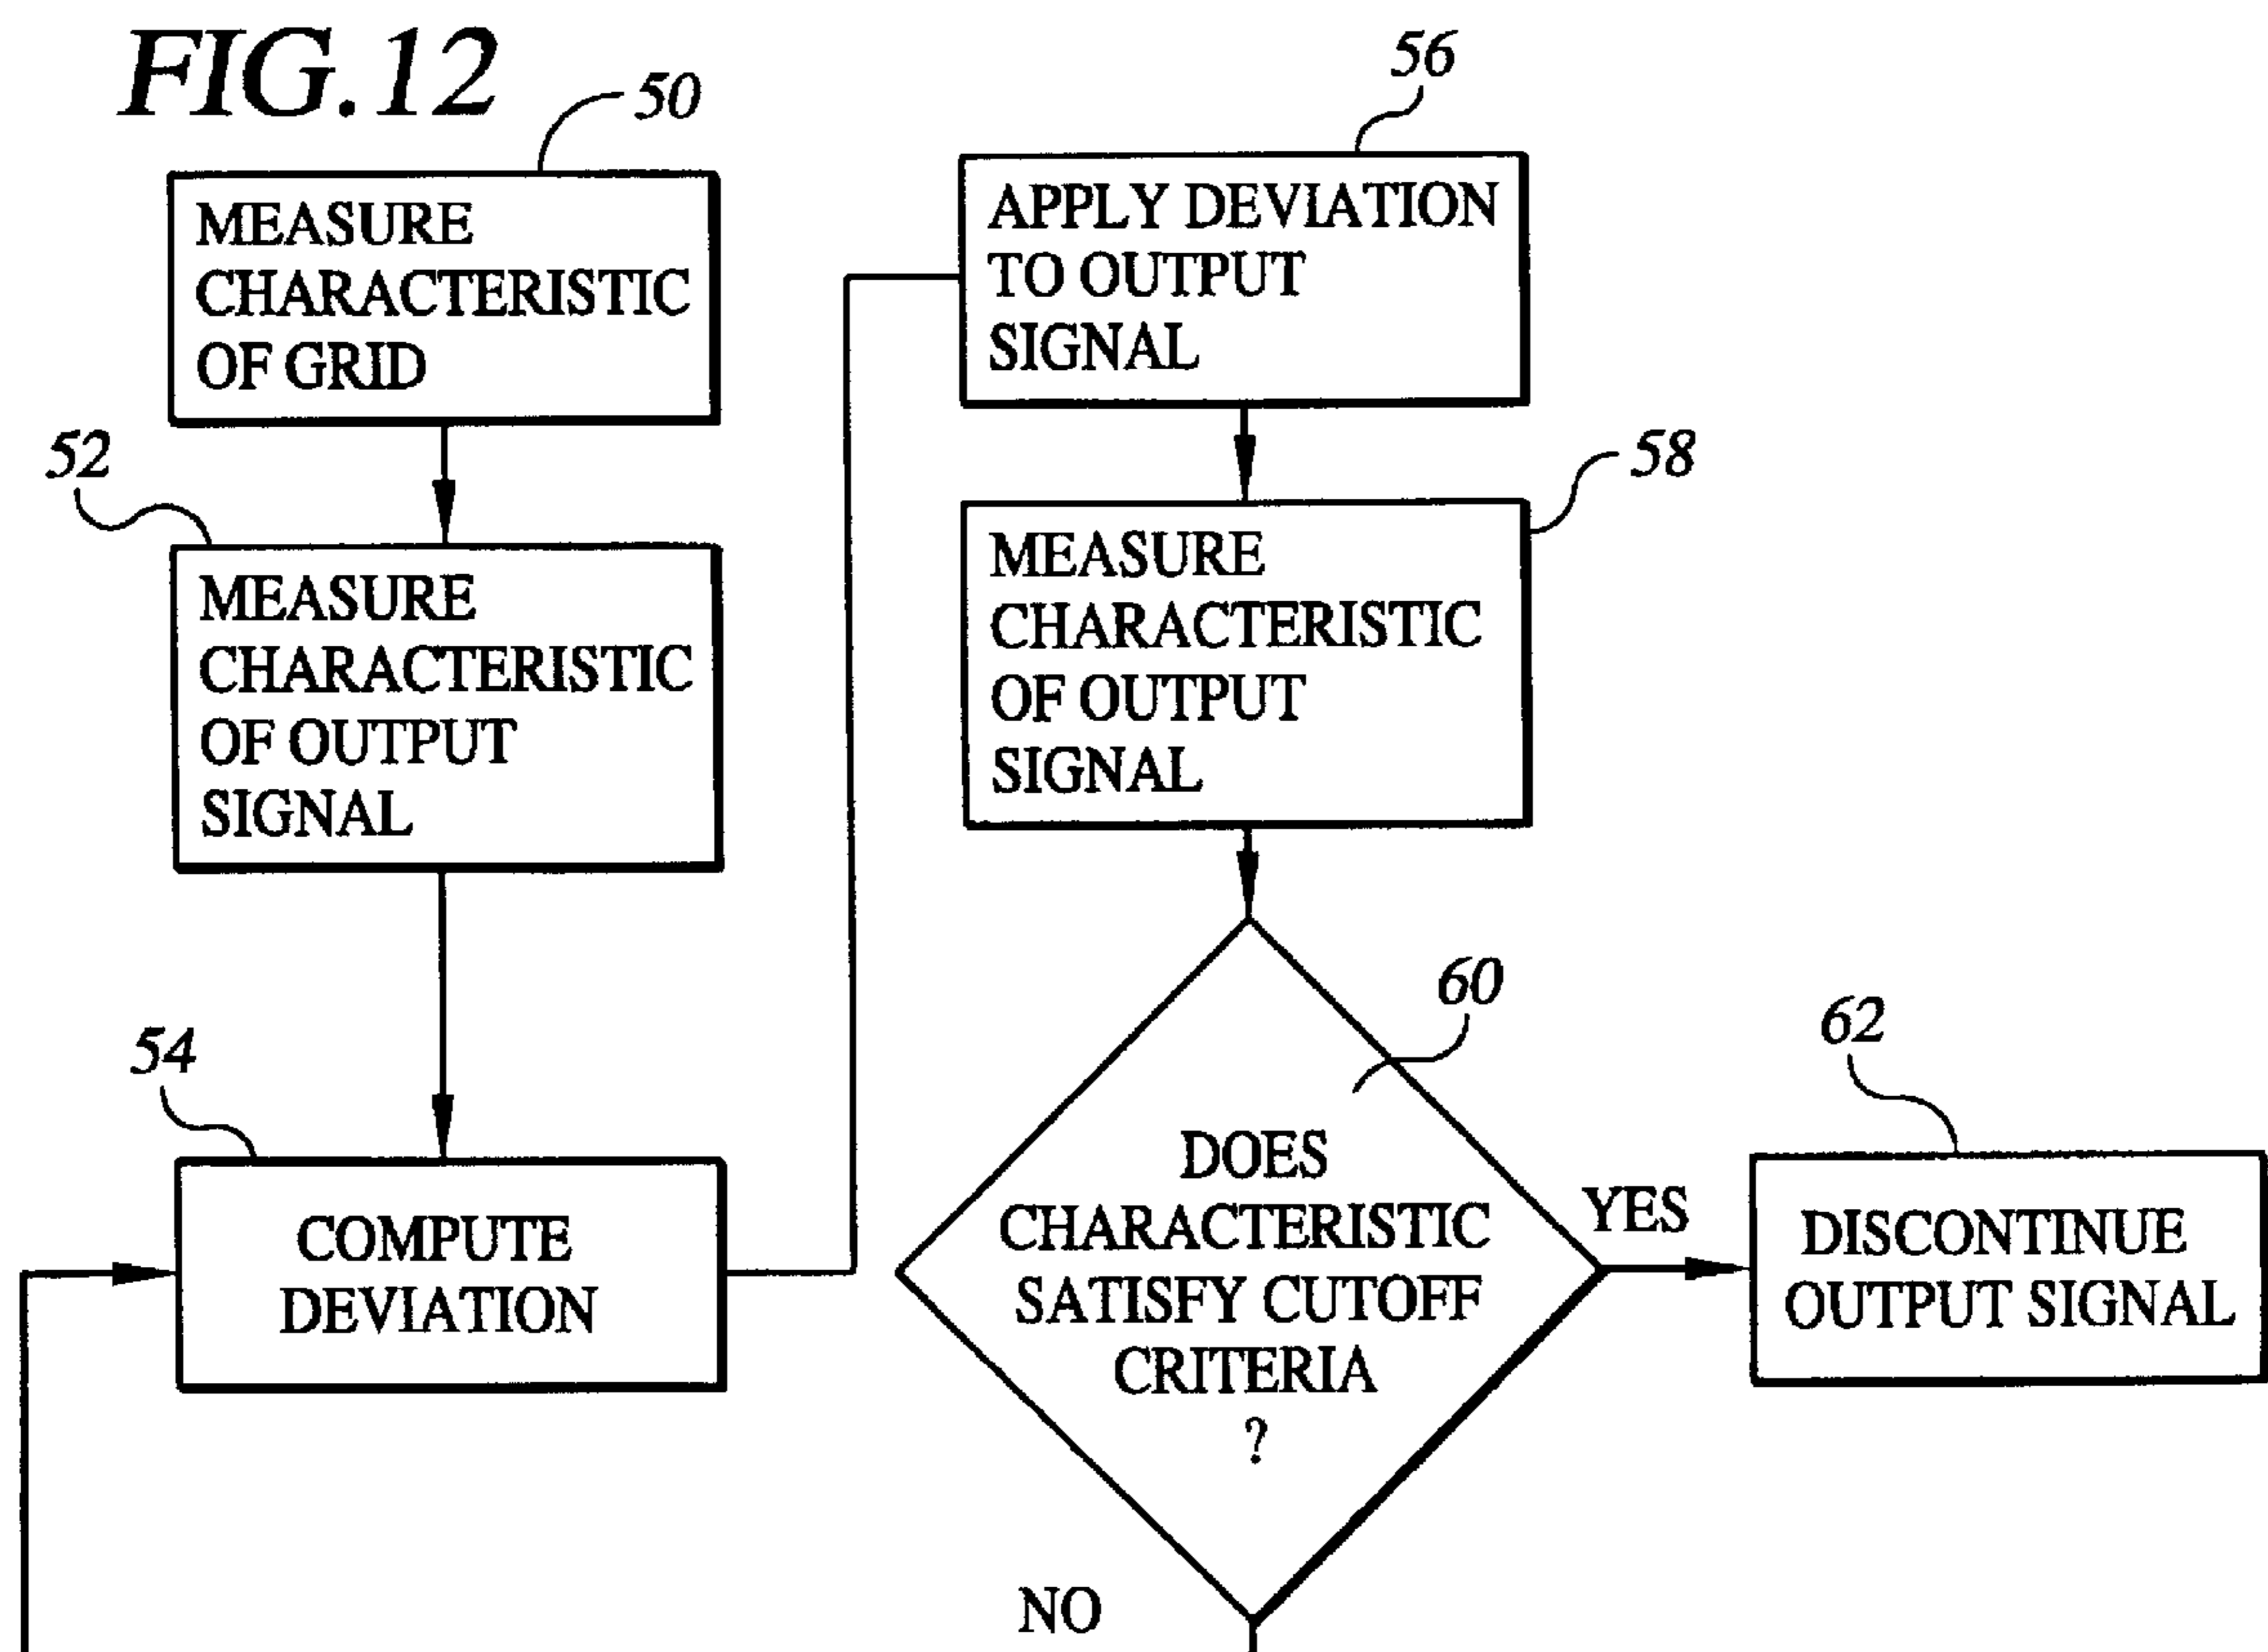 FIG.12
50
MEASURE
CHARACTERISTIC
OF GRID
52
MEASURE
CHARACTERISTIC
OF OUTPUT
SIGNAL
54
COMPUTE
DEVIATION
56
APPLY DEVIATION
TO OUTPUT
SIGNAL
58
MEASURE
CHARACTERISTIC
OF OUTPUT
SIGNAL
60
DOES
CHARACTERISTIC
SATISFY CUTOFF
CRITERIA
?
YES
NO
62
DISCONTINUE
OUTPUT SIGNAL